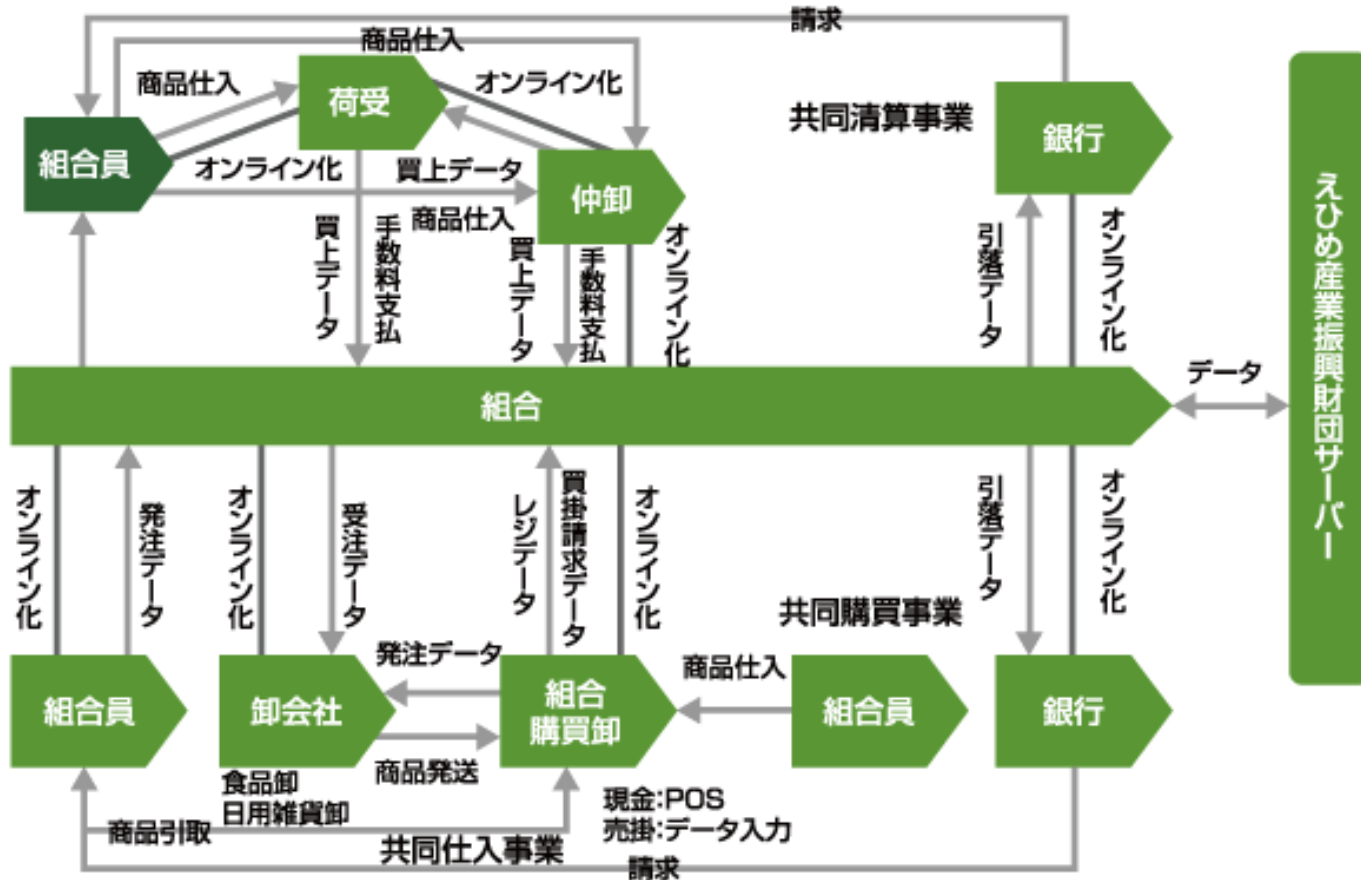 請求
商品仕入
商品仕入
荷受
オンライン化
共同清算事業
銀行
組合員
オンライン化
買上データ
商品仕入
仲卸
買上データ
手数料支払
買上データ
手数料支払
オンライン化
引落データ
オンライン化
えひめ産業振興財団サーバー
データ
組合
オンライン化
発注データ
オンライン化
受注データ
レジデータ
買掛請求データ
オンライン化
引落データ
オンライン化
共同購買事業
発注データ
商品仕入
組合員
卸会社
組合
購買卸
組合員
銀行
商品発送
食品卸
日用雑貨卸
現金:POS
売掛:データ入力
商品引取
共同仕入事業
請求